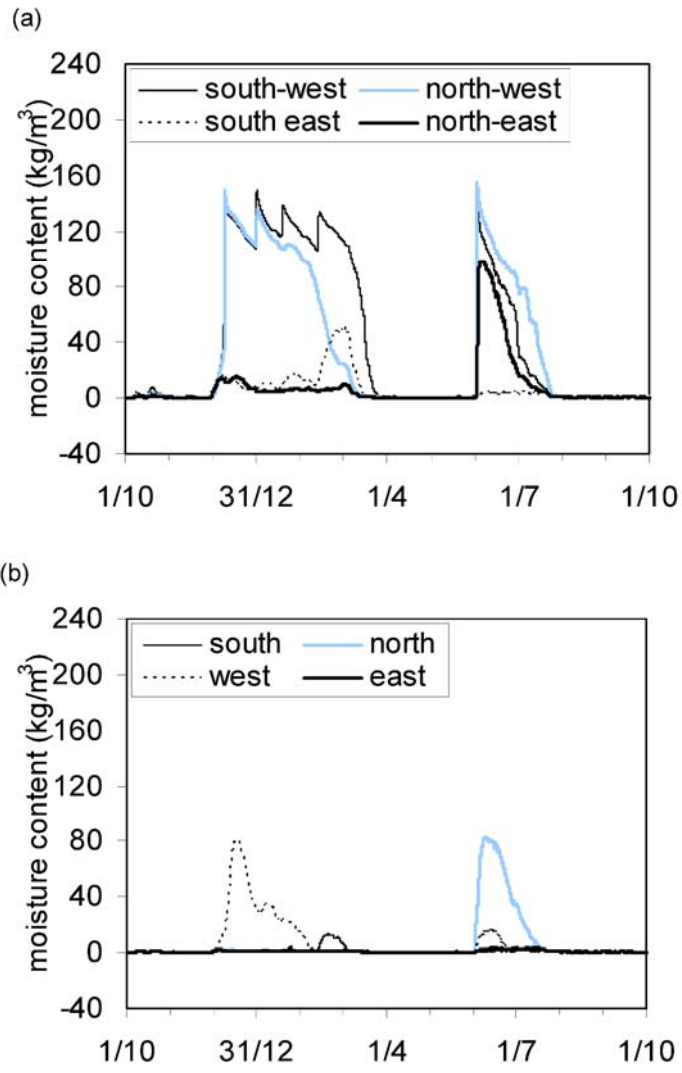 (a)
240
200
160
120
80
40
0
-40
moisture content (kg/m³)
south-west north-west
south east north-east
1/10 31/12 1/4 1/7 1/10
(b)
240
200
160
120
80
40
0
-40
moisture content (kg/m³)
south north
west east
1/10 31/12 1/4 1/7 1/10